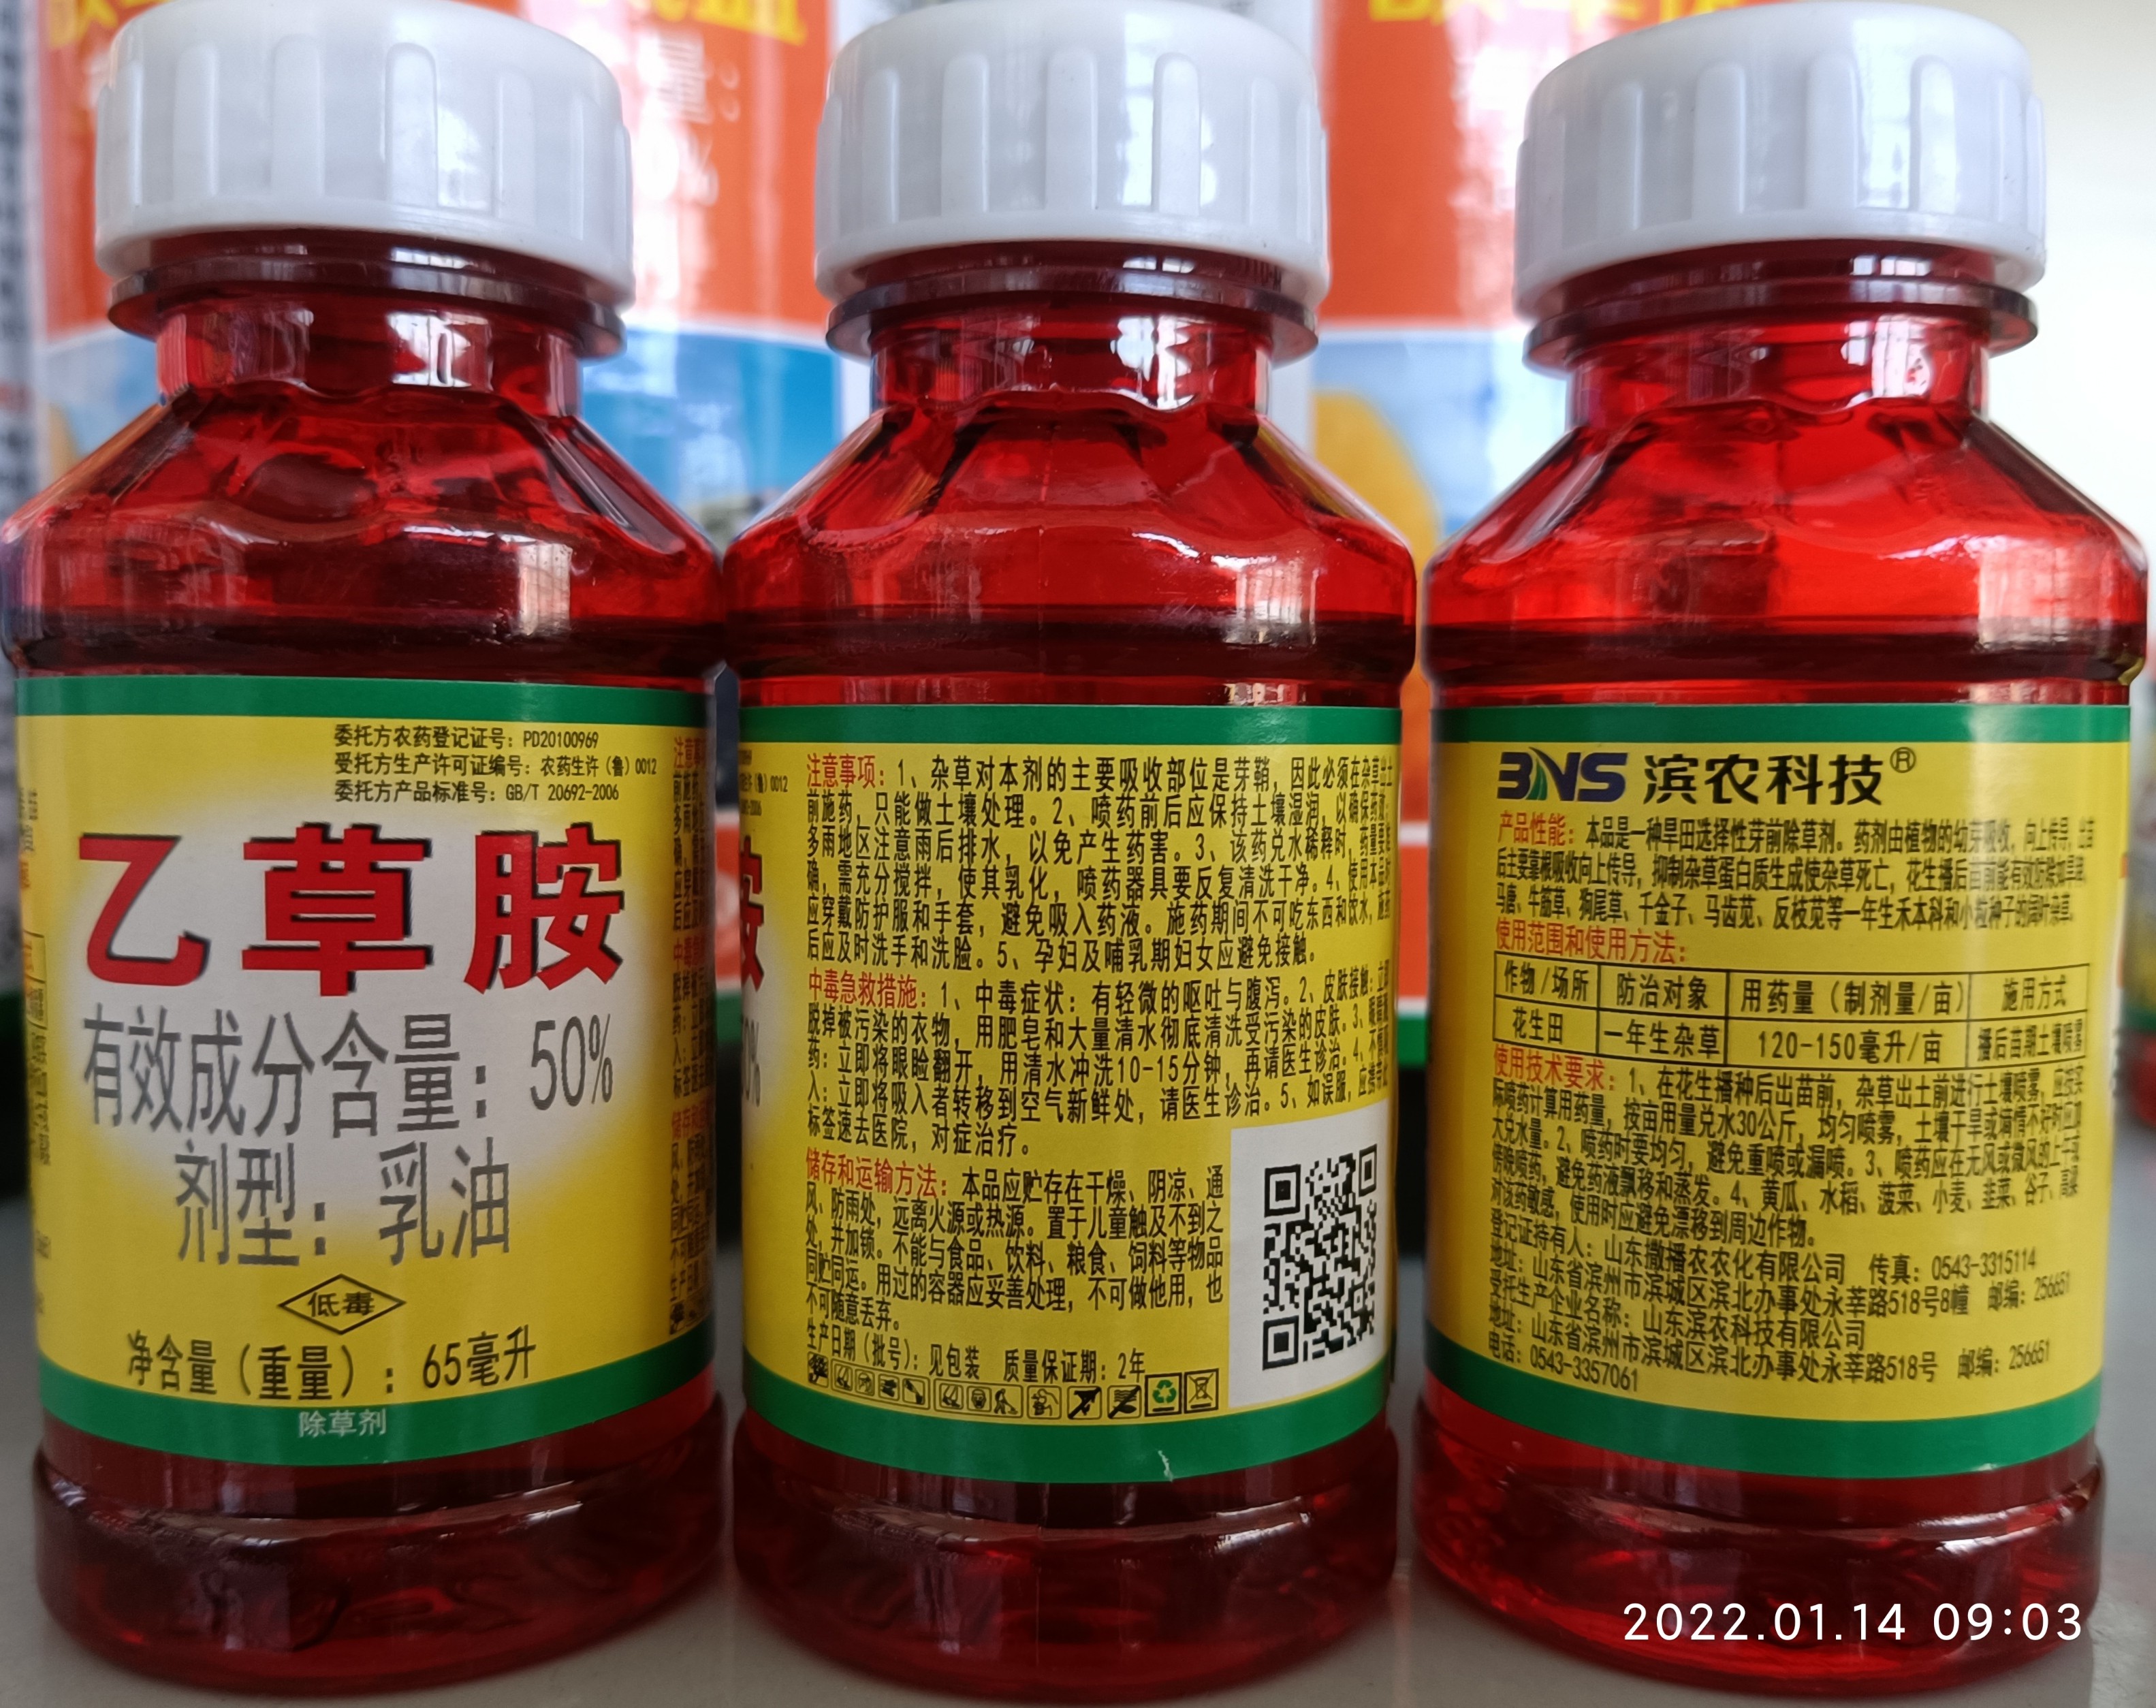 委托方农药登记证号：PD20100969
受托方生产许可证编号：农药生许（鲁）0012
委托方产品标准号：GB/T 20692-2006
乙草胺
有效成分含量：50%
剂型：乳油
低毒
净含量（重量）：65毫升
除草剂
注意事项：1、杂草对本剂的主要吸收部位是芽鞘，因此必须在杂草出土
前施药，只能做土壤处理。2、喷药前后应保持土壤湿润，以确保药效。
多雨地区注意雨后排水，以免产生药害。3、该药兑水稀释时，药量要准
确，需充分搅拌，使其乳化，喷药器具要反复清洗干净。4、使用本品时
应穿戴防护服和手套，避免吸入药液。施药期间不可吃东西和饮水，施药
后应及时洗手和洗脸。5、孕妇及哺乳期妇女应避免接触。
中毒急救措施：1、中毒症状：有轻微的呕吐与腹泻。2、皮肤接触：立即
脱掉被污染的衣物，用肥皂和大量清水彻底清洗受污染的皮肤。3、眼睛溅
药：立即将眼睑翻开，用清水冲洗10-15分钟，再请医生诊治。4、不慎吸
入：立即将吸入者转移到空气新鲜处，请医生诊治。5、如误服，应携带此
标签速去医院，对症治疗。
储存和运输方法：本品应贮存在干燥、阴凉、通
风、防雨处，远离火源或热源。置于儿童触及不到之
处，并加锁。不能与食品、饮料、粮食、饲料等物品
同贮同运。用过的容器应妥善处理，不可做他用，也
不可随意丢弃。
生产日期（批号）：见包装 质量保证期：2年
BNS 滨农科技®
产品性能：本品是一种旱田选择性芽前除草剂。药剂由植物的幼芽吸收，向上传导，出苗
后主要靠根吸收向上传导，抑制杂草蛋白质生成使杂草死亡，花生播后苗前能有效防除如旱稗、
马唐、牛筋草、狗尾草、千金子、马齿苋、反枝苋等一年生禾本科和小粒种子的阔叶杂草。
使用范围和使用方法：
作物/场所 防治对象 用药量（制剂量/亩） 施用方式
花生田 一年生杂草 120-150毫升/亩 播后苗期土壤喷雾
使用技术要求：1、在花生播种后出苗前，杂草出土前进行土壤喷雾，应按实
际喷药计算用药量，按亩用量兑水30公斤，均匀喷雾，土壤干旱或墒情不好时可加
大兑水量。2、喷药时要均匀，避免重喷或漏喷。3、喷药应在无风或微风的上午或
傍晚喷药，避免药液飘移和蒸发。4、黄瓜、水稻、菠菜、小麦、韭菜、谷子、高粱
对该药敏感，使用时应避免漂移到周边作物。
登记证持有人：山东撒播农农化有限公司 传真：0543-3315114
地址：山东省滨州市滨城区滨北办事处永莘路518号8幢 邮编：256651
受托生产企业名称：山东滨农科技有限公司
地址：山东省滨州市滨城区滨北办事处永莘路518号 邮编：256651
电话：0543-3357061
2022.01.14 09:03